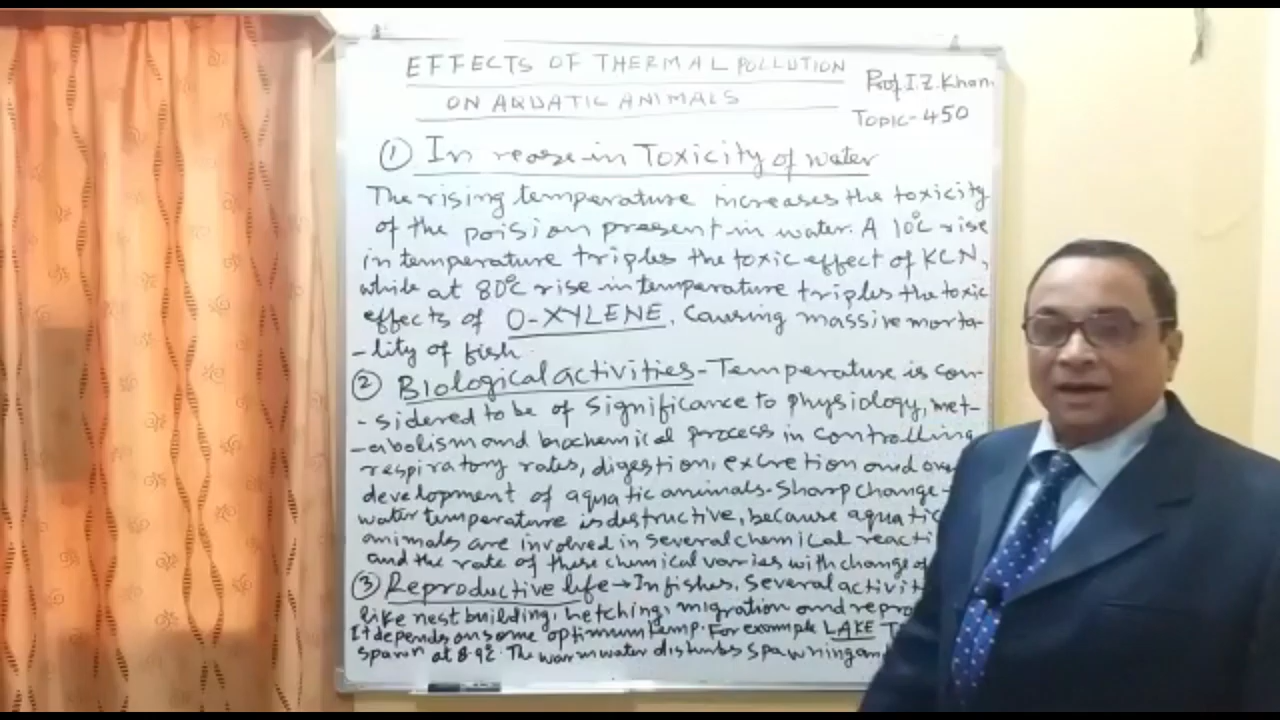 EFFECTS OF THERMAL POLLUTION
ON AQUATIC ANIMALS
Prof. I.Z. Khan
TOPIC-450
① In rease in Toxicity of water
The rising temperature increases the toxicity
of the poision present in water. A 10°C rise
in temperature triples the toxic effect of KCN,
while at 80°C rise in temperature triples the toxic
effects of O-XYLENE, causing massive morta-
-lity of fish.
② Biological activities - Temperature is con-
-sidered to be of significance to physiology, met-
-abolism and biochemical process in controlling
respiratory rates, digestion, excretion and
development of aquatic animals. Sharp change
water temperature is destructive, because aquatic
animals are involved in several chemical reacti
and the rate of these chemical varies with change of
③ Reproductive life → In fishes, Several activit
like nest building, hetching, migration and repro
It depends on some optimum temp. For example LAKE T
spawn at 8.9°C. The warm water disturbs spawning and